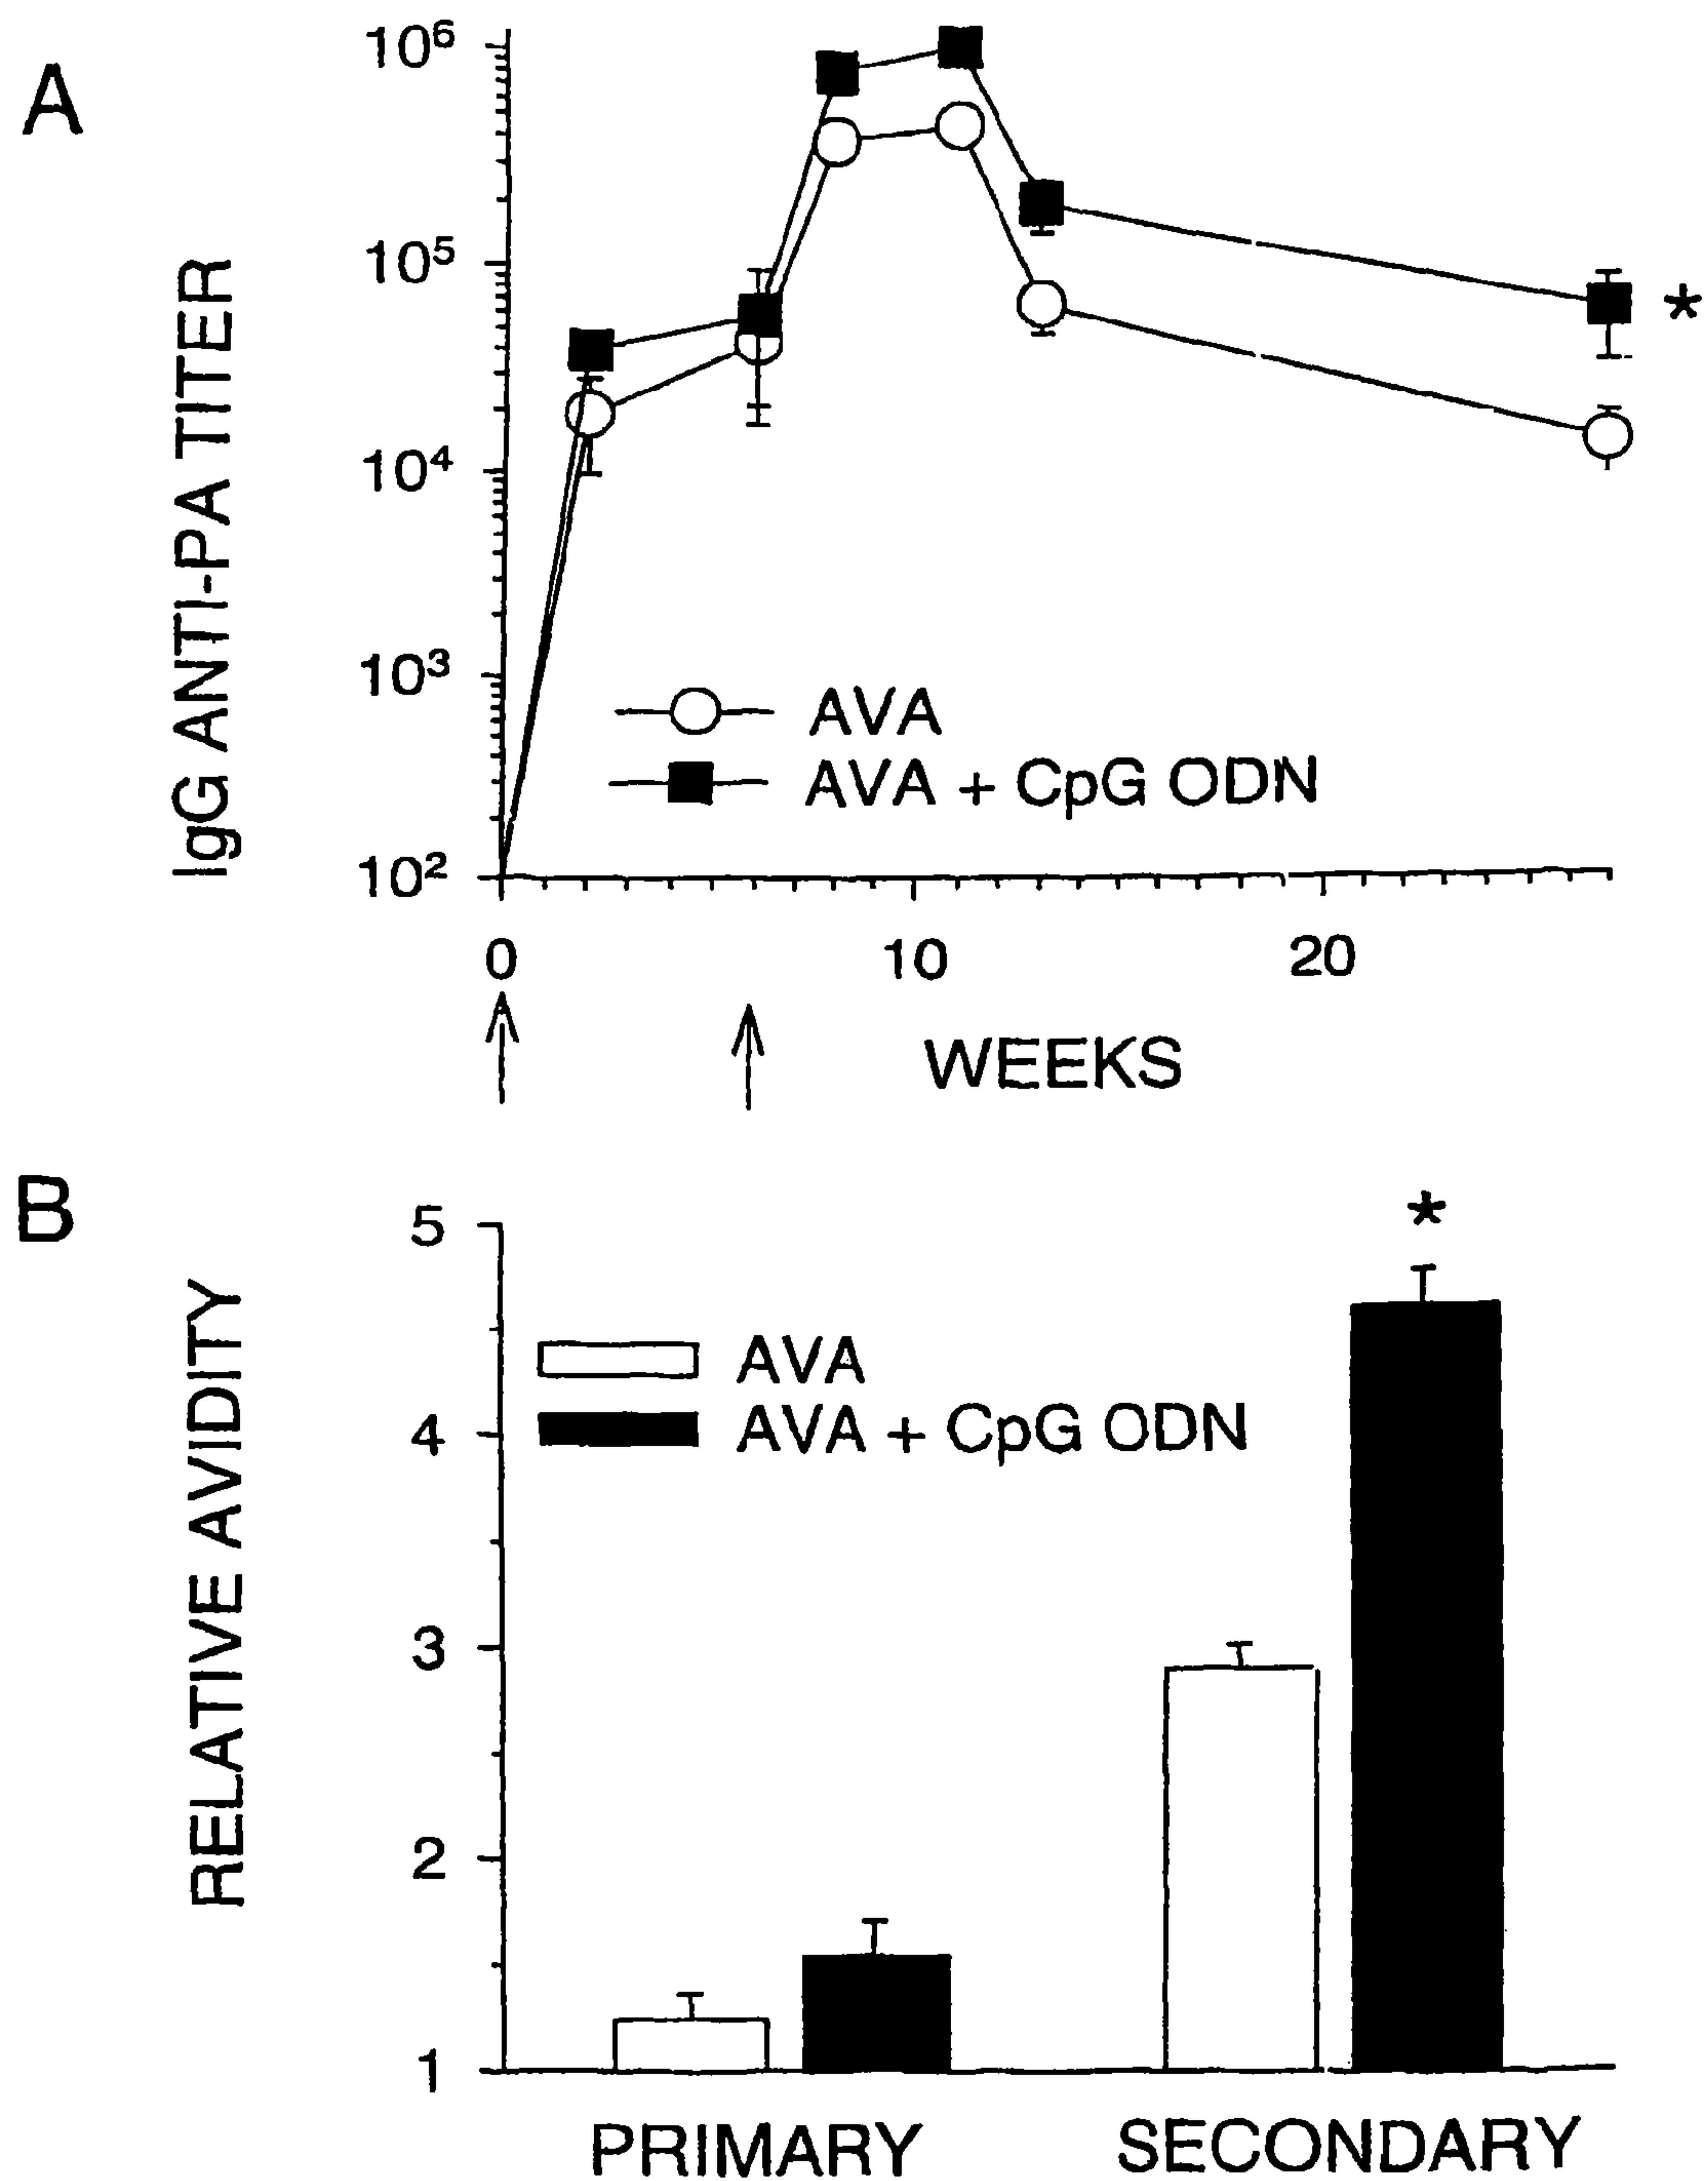 A
10⁶
10⁵
10⁴
10³
10²
IgG ANTI-PA TITER
AVA
AVA + CpG ODN
0
10
20
WEEKS
*
B
5
4
3
2
1
RELATIVE AVIDITY
AVA
AVA + CpG ODN
*
PRIMARY
SECONDARY